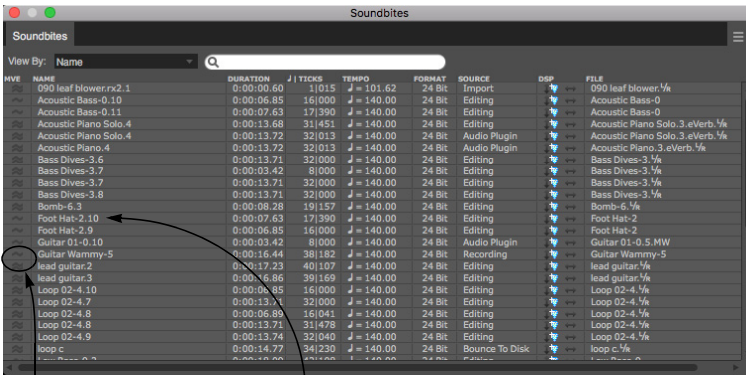 Soundbites
Soundbites
View By: Name
MVE NAME DURATION ♩|TICKS TEMPO FORMAT SOURCE DSP FILE
090 leaf blower.rx2.1 0:00:00.60 1|015 ♩ = 101.62 24 Bit Import 090 leaf blower.L/R
Acoustic Bass-0.10 0:00:06.85 16|000 ♩ = 140.00 24 Bit Editing Acoustic Bass-0
Acoustic Bass-0.11 0:00:07.63 17|390 ♩ = 140.00 24 Bit Editing Acoustic Bass-0
Acoustic Piano Solo.4 0:00:13.68 31|451 ♩ = 140.00 24 Bit Editing Acoustic Piano Solo.3.eVerb.L/R
Acoustic Piano Solo.4 0:00:13.72 32|013 ♩ = 140.00 24 Bit Audio Plugin Acoustic Piano Solo.3.eVerb.L/R
Acoustic Piano.4 0:00:13.72 32|013 ♩ = 140.00 24 Bit Audio Plugin Acoustic Piano.3.eVerb.L/R
Bass Dives-3.6 0:00:13.71 32|000 ♩ = 140.00 24 Bit Editing Bass Dives-3.L/R
Bass Dives-3.7 0:00:03.42 8|000 ♩ = 140.00 24 Bit Editing Bass Dives-3.L/R
Bass Dives-3.7 0:00:13.71 32|000 ♩ = 140.00 24 Bit Editing Bass Dives-3.L/R
Bass Dives-3.8 0:00:13.71 32|000 ♩ = 140.00 24 Bit Editing Bass Dives-3.L/R
Bomb-6.3 0:00:08.28 19|157 ♩ = 140.00 24 Bit Editing Bomb-6.L/R
Foot Hat-2.10 0:00:07.63 17|390 ♩ = 140.00 24 Bit Editing Foot Hat-2
Foot Hat-2.9 0:00:06.85 16|000 ♩ = 140.00 24 Bit Editing Foot Hat-2
Guitar 01-0.10 0:00:03.42 8|000 ♩ = 140.00 24 Bit Audio Plugin Guitar 01-0.5.MW
Guitar Wammy-5 0:00:16.44 38|182 ♩ = 140.00 24 Bit Recording Guitar Wammy-5
lead guitar.2 0:00:17.23 40|107 ♩ = 140.00 24 Bit Editing lead guitar.L/R
lead guitar.3 0:00:16.86 39|169 ♩ = 140.00 24 Bit Editing lead guitar.L/R
Loop 02-4.10 0:00:06.85 16|000 ♩ = 140.00 24 Bit Editing Loop 02-4.L/R
Loop 02-4.7 0:00:13.71 32|000 ♩ = 140.00 24 Bit Editing Loop 02-4.L/R
Loop 02-4.8 0:00:06.89 16|041 ♩ = 140.00 24 Bit Editing Loop 02-4.L/R
Loop 02-4.8 0:00:13.71 31|478 ♩ = 140.00 24 Bit Editing Loop 02-4.L/R
Loop 02-4.9 0:00:13.74 32|040 ♩ = 140.00 24 Bit Editing Loop 02-4.L/R
loop c 0:00:14.77 34|230 ♩ = 140.00 24 Bit Bounce To Disk loop c.L/R